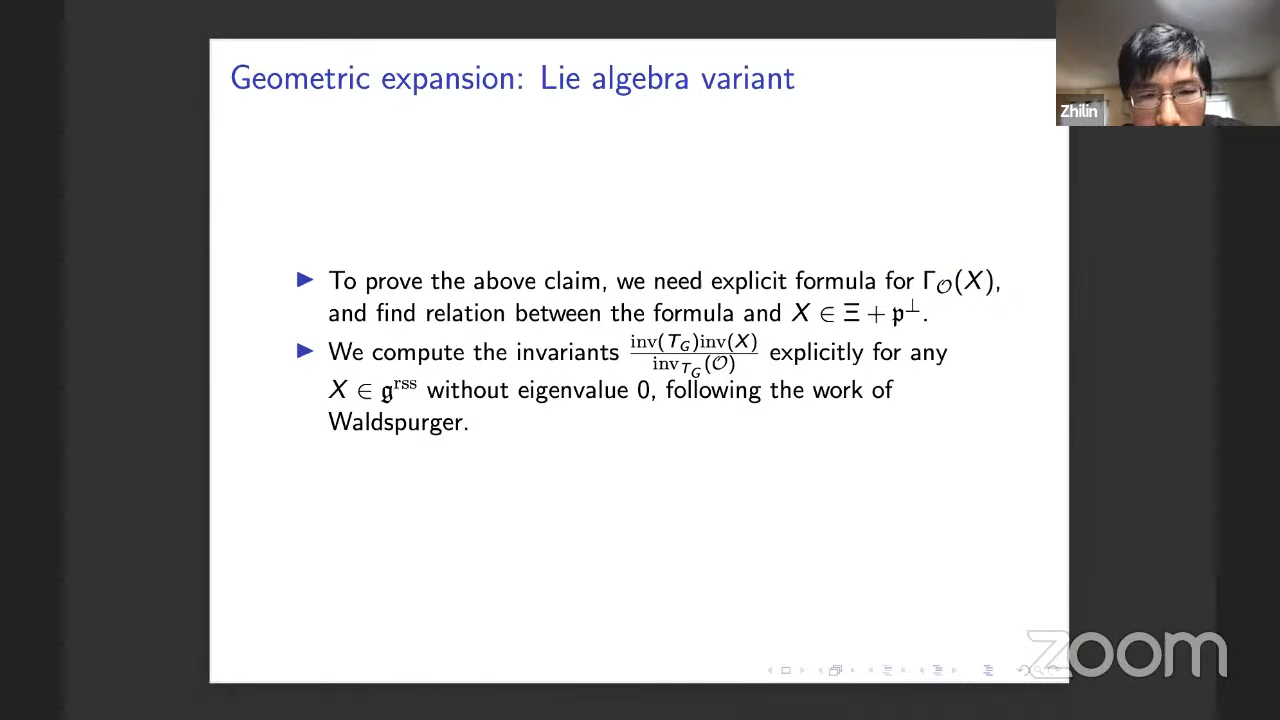 Geometric expansion: Lie algebra variant
Zhilin
▶ To prove the above claim, we need explicit formula for Γ_𝒪(X),
and find relation between the formula and X ∈ Ξ + 𝔭^⊥.
▶ We compute the invariants inv(T_G)inv(X) / inv_{T_G}(𝒪) explicitly for any
X ∈ 𝔤^rss without eigenvalue 0, following the work of
Waldspurger.
zoom